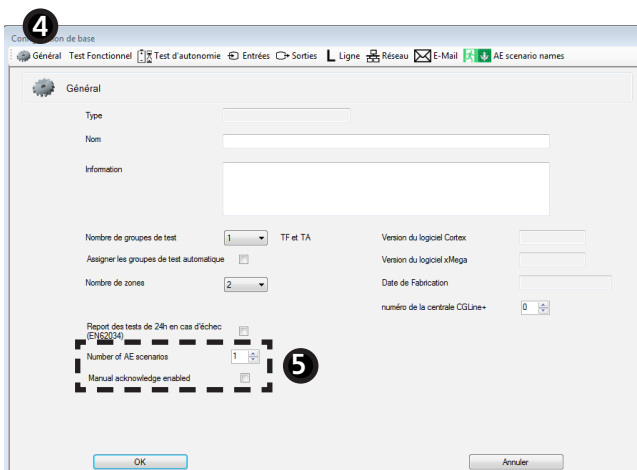 4
Con on de base
Général Test Fonctionnel Test d'autonomie Entrées Sorties L Ligne Réseau E-Mail AE scenario names
Général
Type
Nom
Information
Nombre de groupes de test 1 TF et TA Version du logiciel Cortex
Assigner les groupes de test automatique Version du logiciel xMega
Nombre de zones 2 Date de Fabrication
numéro de la centrale CGLine+ 0
Report des tests de 24h en cas d'échec
(EN62034)
Number of AE scenarios 1
5
Manual acknowledge enabled
OK Annuler